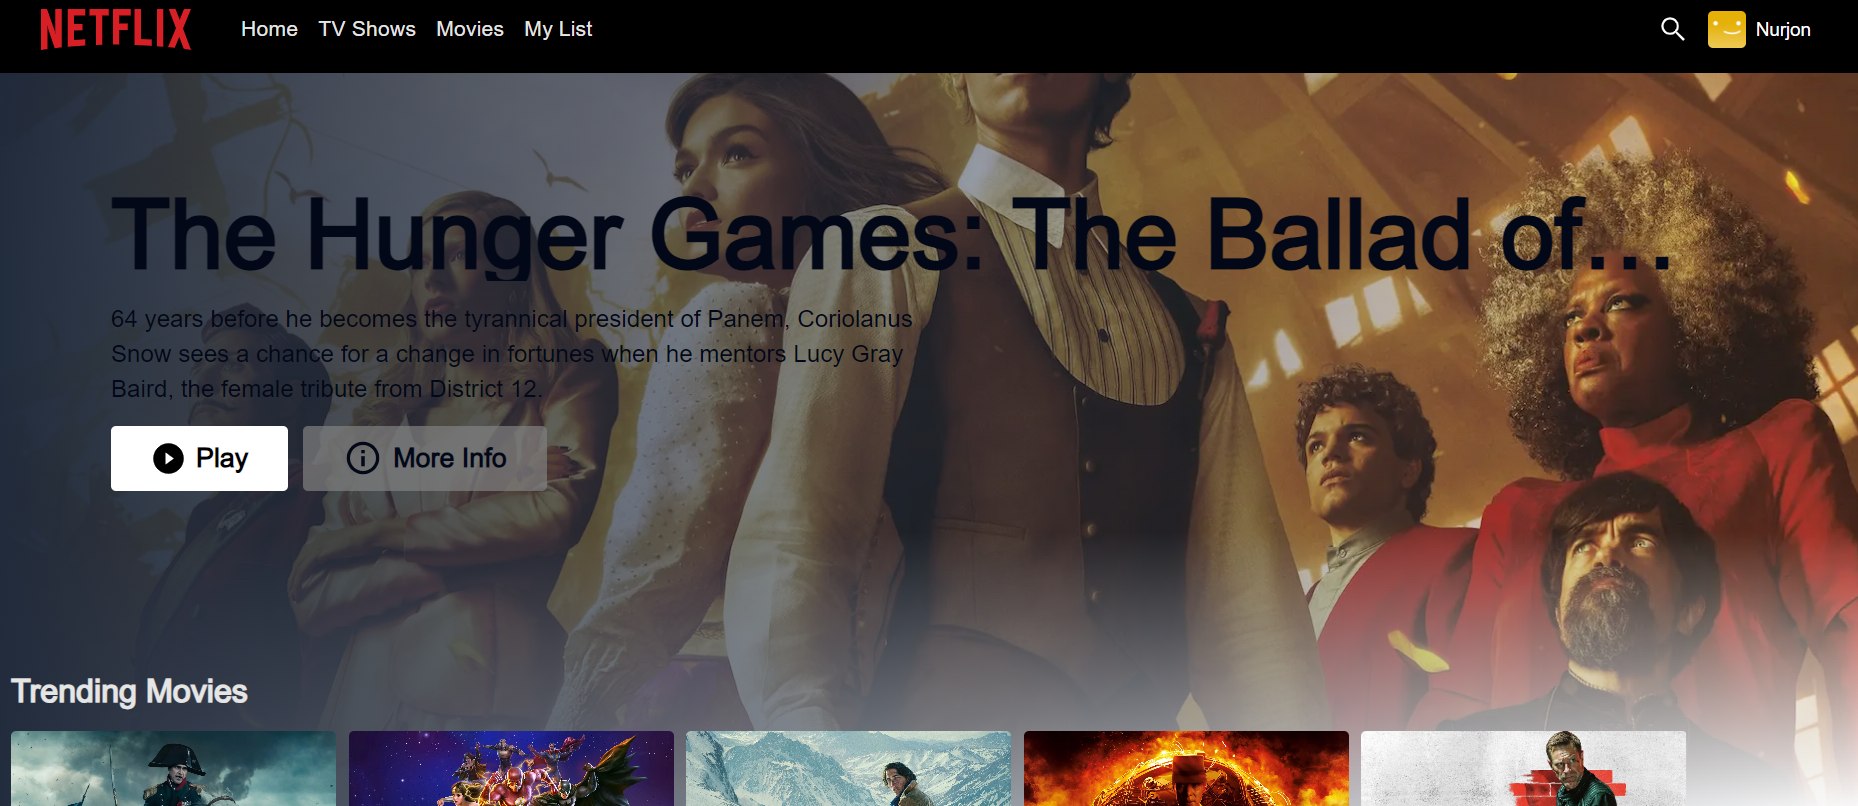 NETFLIX
Home TV Shows Movies My List
Nurjon
The Hunger Games: The Ballad of...
64 years before he becomes the tyrannical president of Panem, Coriolanus
Snow sees a chance for a change in fortunes when he mentors Lucy Gray
Baird, the female tribute from District 12.
Play More Info
Trending Movies